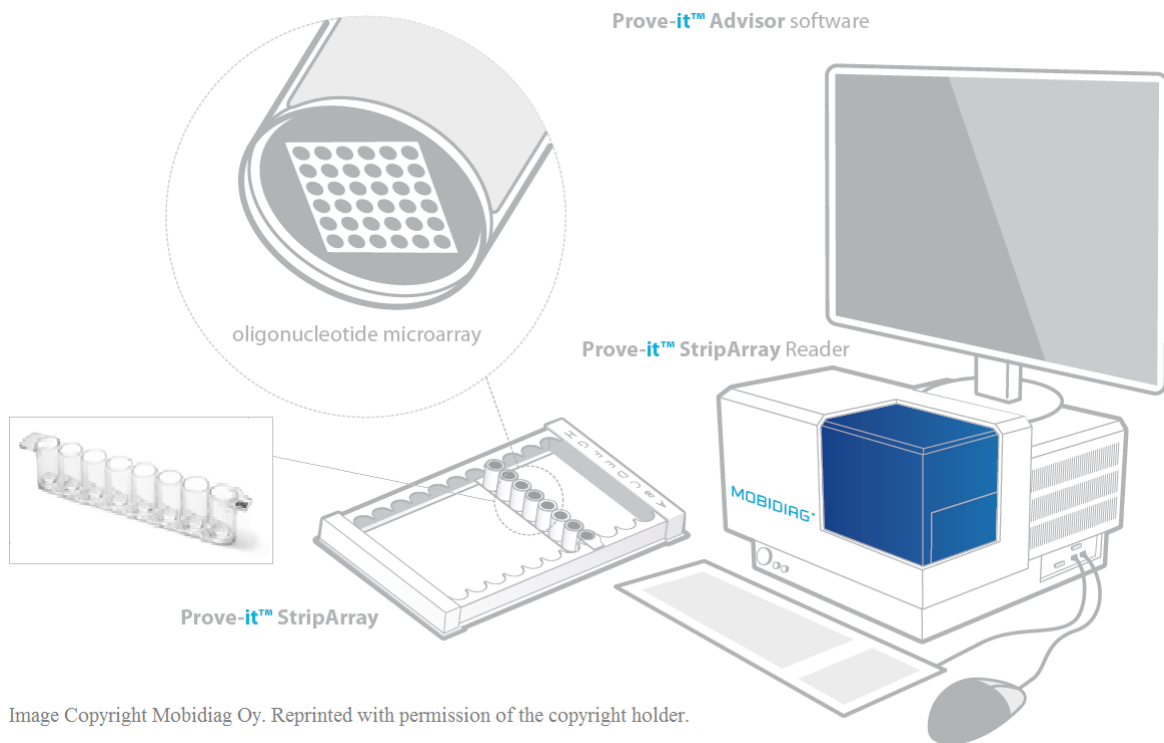 Prove-it™ Advisor software
oligonucleotide microarray
Prove-it™ StripArray Reader
MOBIDIAG
H G F E D C B A
Prove-it™ StripArray
Image Copyright Mobidiag Oy. Reprinted with permission of the copyright holder.